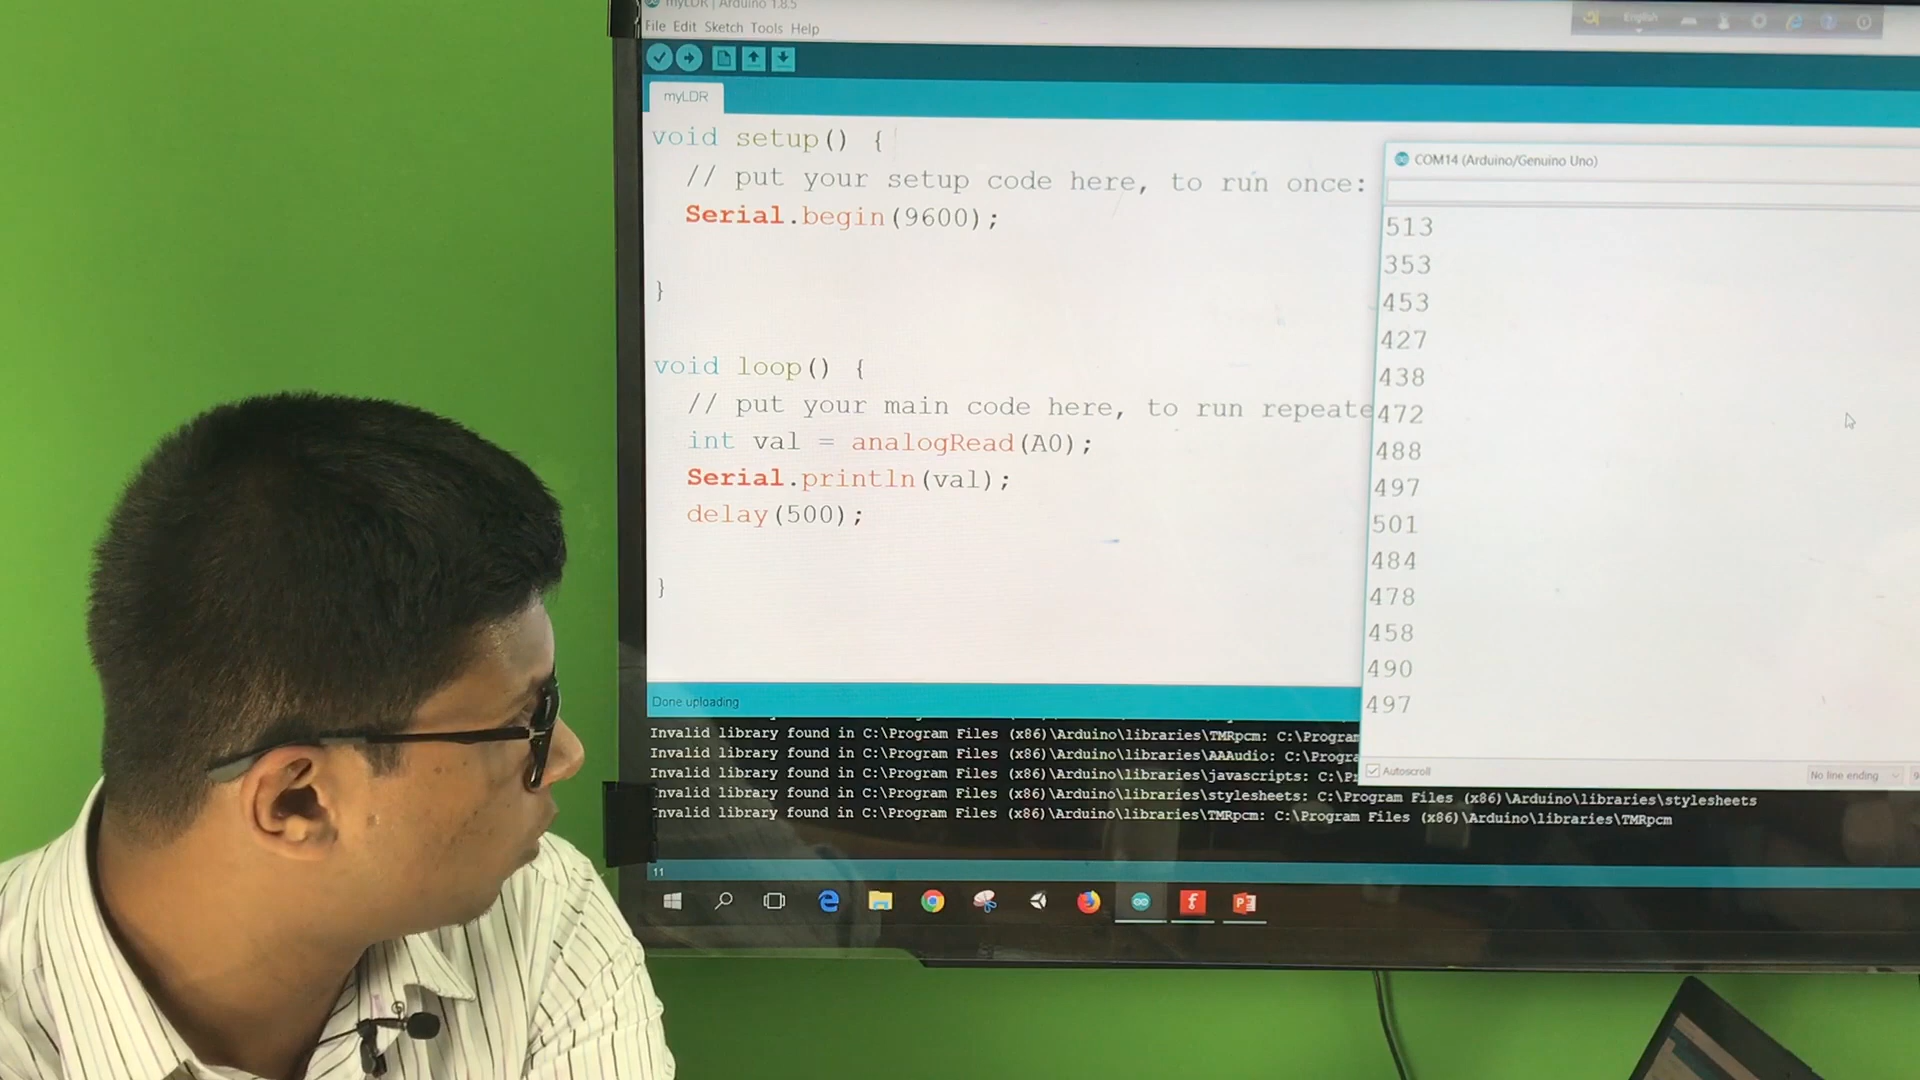 myLDR | Arduino 1.8.5
File Edit Sketch Tools Help
English
myLDR
void setup() {
// put your setup code here, to run once:
Serial.begin(9600);
}
void loop() {
// put your main code here, to run repeate
int val = analogRead(A0);
Serial.println(val);
delay(500);
}
COM14 (Arduino/Genuino Uno)
513
353
453
427
438
472
488
497
501
484
478
458
490
497
Autoscroll
No line ending
9
Done uploading
Invalid library found in C:\Program Files (x86)\Arduino\libraries\TMRpcm: C:\Program
Invalid library found in C:\Program Files (x86)\Arduino\libraries\AAAudio: C:\Progra
Invalid library found in C:\Program Files (x86)\Arduino\libraries\javascripts: C:\P
nvalid library found in C:\Program Files (x86)\Arduino\libraries\stylesheets: C:\Program Files (x86)\Arduino\libraries\stylesheets
nvalid library found in C:\Program Files (x86)\Arduino\libraries\TMRpcm: C:\Program Files (x86)\Arduino\libraries\TMRpcm
11